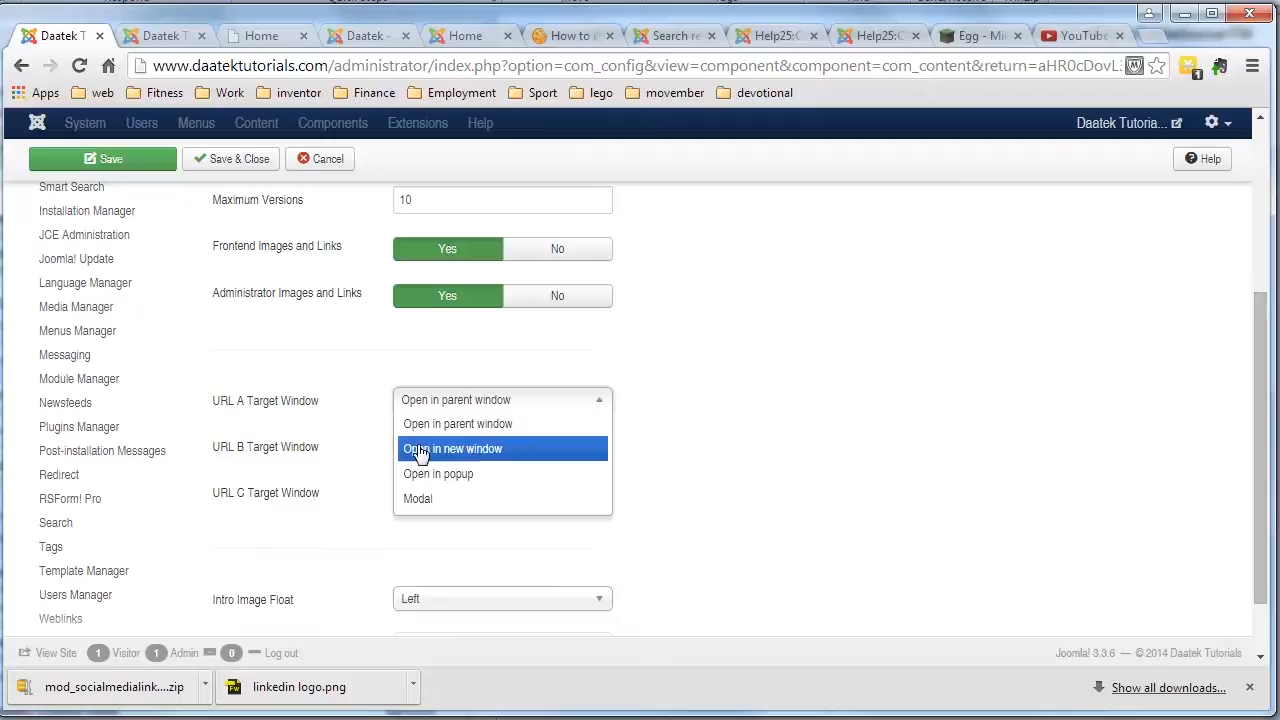 Daatek T
Daatek T
Home
Daatek -
Home
How to
Search re
Help25:C
Help25:C
Egg - Mi
YouTube
www.daatektutorials.com/administrator/index.php?option=com_config&view=component&component=com_content&return=aHR0cDovL
Apps
web
Fitness
Work
inventor
Finance
Employment
Sport
lego
movember
devotional
1
System
Users
Menus
Content
Components
Extensions
Help
Daatek Tutoria...
Save
Save & Close
Cancel
Help
Smart Search
Installation Manager
JCE Administration
Joomla! Update
Language Manager
Media Manager
Menus Manager
Messaging
Module Manager
Newsfeeds
Plugins Manager
Post-installation Messages
Redirect
RSForm! Pro
Search
Tags
Template Manager
Users Manager
Weblinks
Maximum Versions
10
Frontend Images and Links
Yes
No
Administrator Images and Links
Yes
No
URL A Target Window
Open in parent window
Open in parent window
Open in new window
Open in popup
Modal
URL B Target Window
URL C Target Window
Intro Image Float
Left
View Site
1 Visitor
1 Admin
0
Log out
Joomla! 3.3.6 — © 2014 Daatek Tutorials
mod_socialmedialink....zip
linkedin logo.png
Show all downloads...